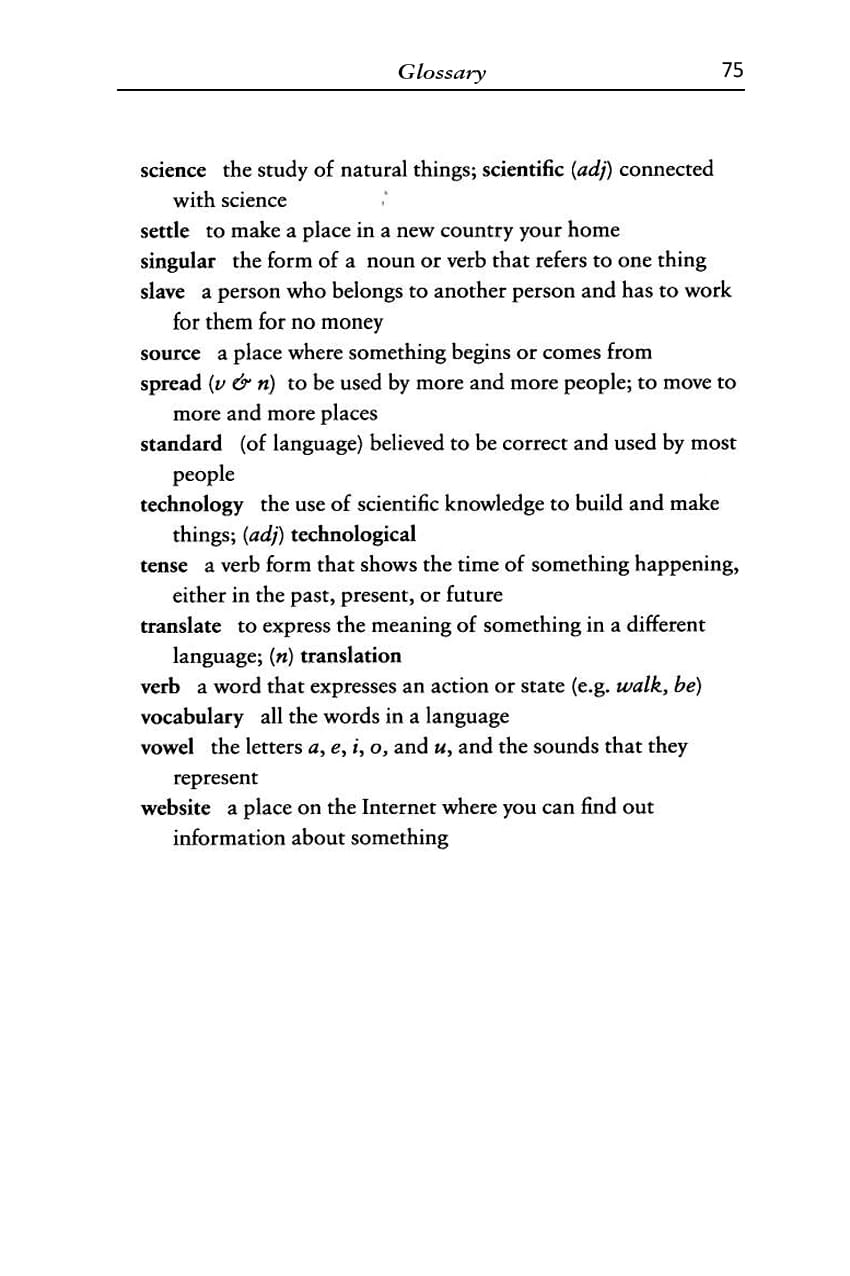 Glossary 75
science the study of natural things; scientific (adj) connected
with science
settle to make a place in a new country your home
singular the form of a noun or verb that refers to one thing
slave a person who belongs to another person and has to work
for them for no money
source a place where something begins or comes from
spread (v & n) to be used by more and more people; to move to
more and more places
standard (of language) believed to be correct and used by most
people
technology the use of scientific knowledge to build and make
things; (adj) technological
tense a verb form that shows the time of something happening,
either in the past, present, or future
translate to express the meaning of something in a different
language; (n) translation
verb a word that expresses an action or state (e.g. walk, be)
vocabulary all the words in a language
vowel the letters a, e, i, o, and u, and the sounds that they
represent
website a place on the Internet where you can find out
information about something